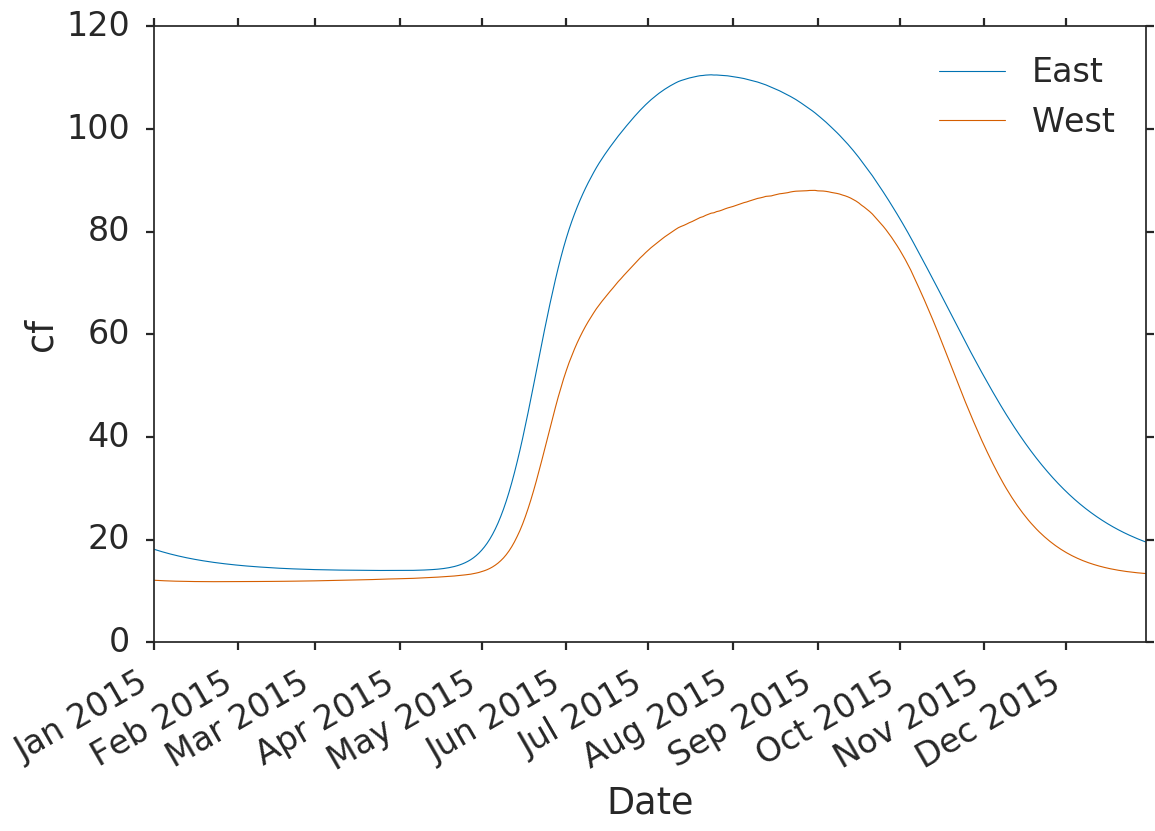 120
100
80
60
40
20
0
cf
East
West
Jan 2015
Feb 2015
Mar 2015
Apr 2015
May 2015
Jun 2015
Jul 2015
Aug 2015
Sep 2015
Oct 2015
Nov 2015
Dec 2015
Date